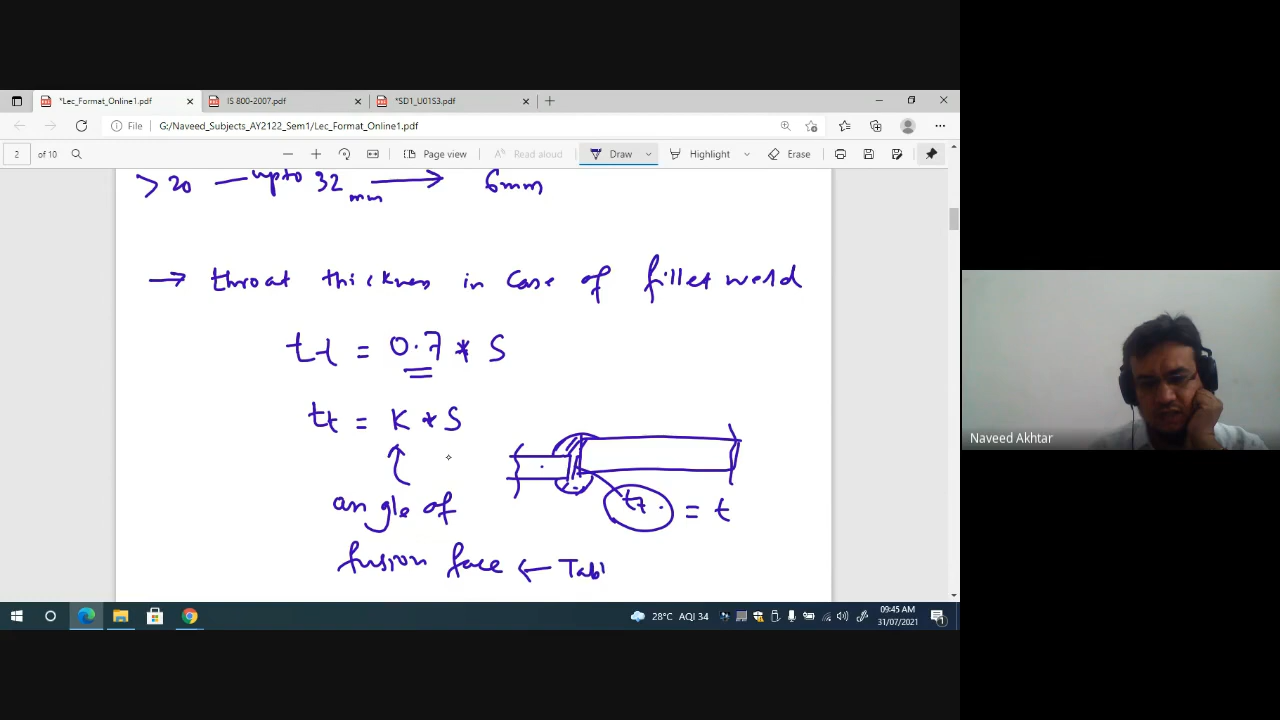 *Lec_Format_Online1.pdf
IS 800-2007.pdf
*SD1_U01S3.pdf
File
G:/Naveed_Subjects_AY2122_Sem1/Lec_Format_Online1.pdf
2 of 10
Page view
Read aloud
Draw
Highlight
Erase
> 20 — upto 32 mm → 6mm
→ throat thickness in case of fillet weld
tt = 0.7 * S
tt = K * S
angle of
fusion face ← Tabl
tt = t
Naveed Akhtar
28°C AQI 34
09:45 AM
31/07/2021
1